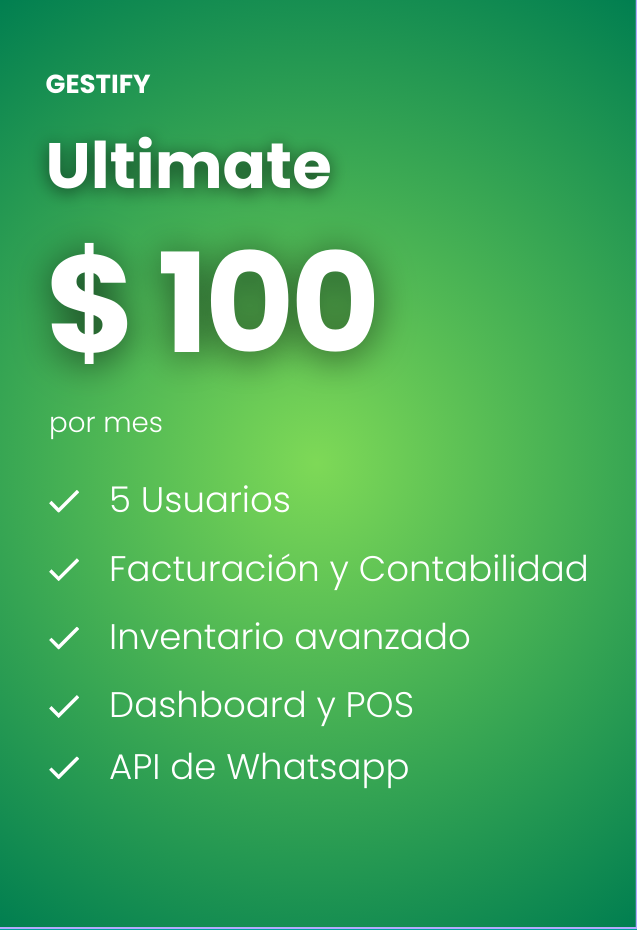 GESTIFY
Ultimate
$ 100
por mes
5 Usuarios
Facturación y Contabilidad
Inventario avanzado
Dashboard y POS
API de Whatsapp